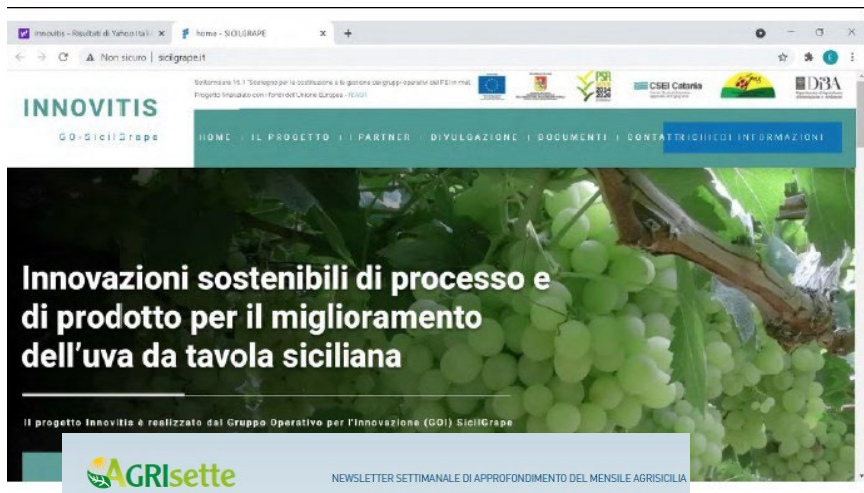 innovitis - Risultati di Yahoo Itali
home - SICILGRAPE
Non sicuro | sicilgrape.it
INNOVITIS
GO-SicilGrape
Sottomisura 16.1 "Sostegno per la costituzione e la gestione dei gruppi operativi del PEI in mat
Progetto finanziato con i fondi dell'Unione Europea -
PSR
2014
2020
CSEI Catania
Di3A
HOME
IL PROGETTO
I PARTNER
DIVULGAZIONE
DOCUMENTI
CONTATTI
RICHIEDI INFORMAZIONI
Innovazioni sostenibili di processo e
di prodotto per il miglioramento
dell'uva da tavola siciliana
Il progetto Innovitis è realizzato dal Gruppo Operativo per l'Innovazione (GOI) SicilGrape
AGRIsette
NEWSLETTER SETTIMANALE DI APPROFONDIMENTO DEL MENSILE AGRISICILIA